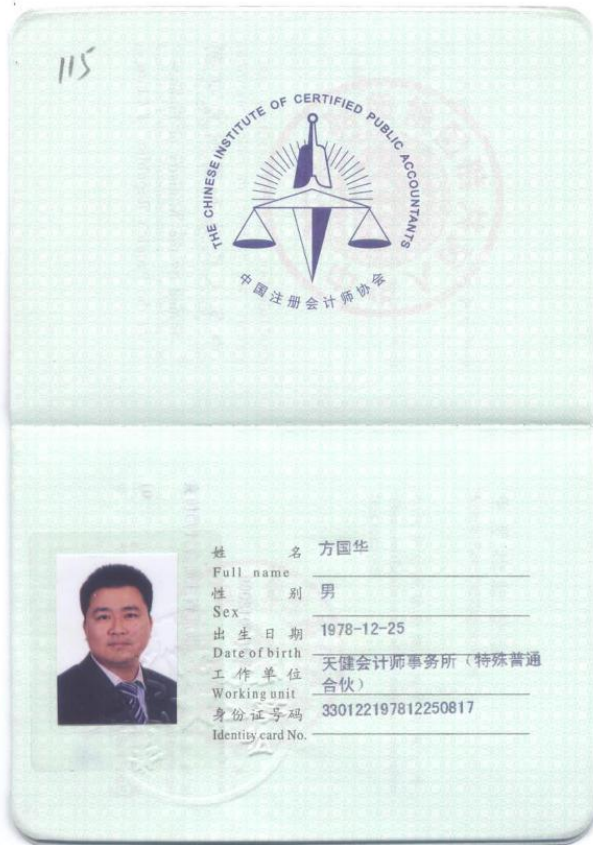 115
THE CHINESE INSTITUTE OF CERTIFIED PUBLIC ACCOUNTANTS
中国注册会计师协会
姓名 方国华
Full name
性别 男
Sex
出生日期 1978-12-25
Date of birth
工作单位 天健会计师事务所（特殊普通
Working unit 合伙）
身份证号码 330122197812250817
Identity card No.